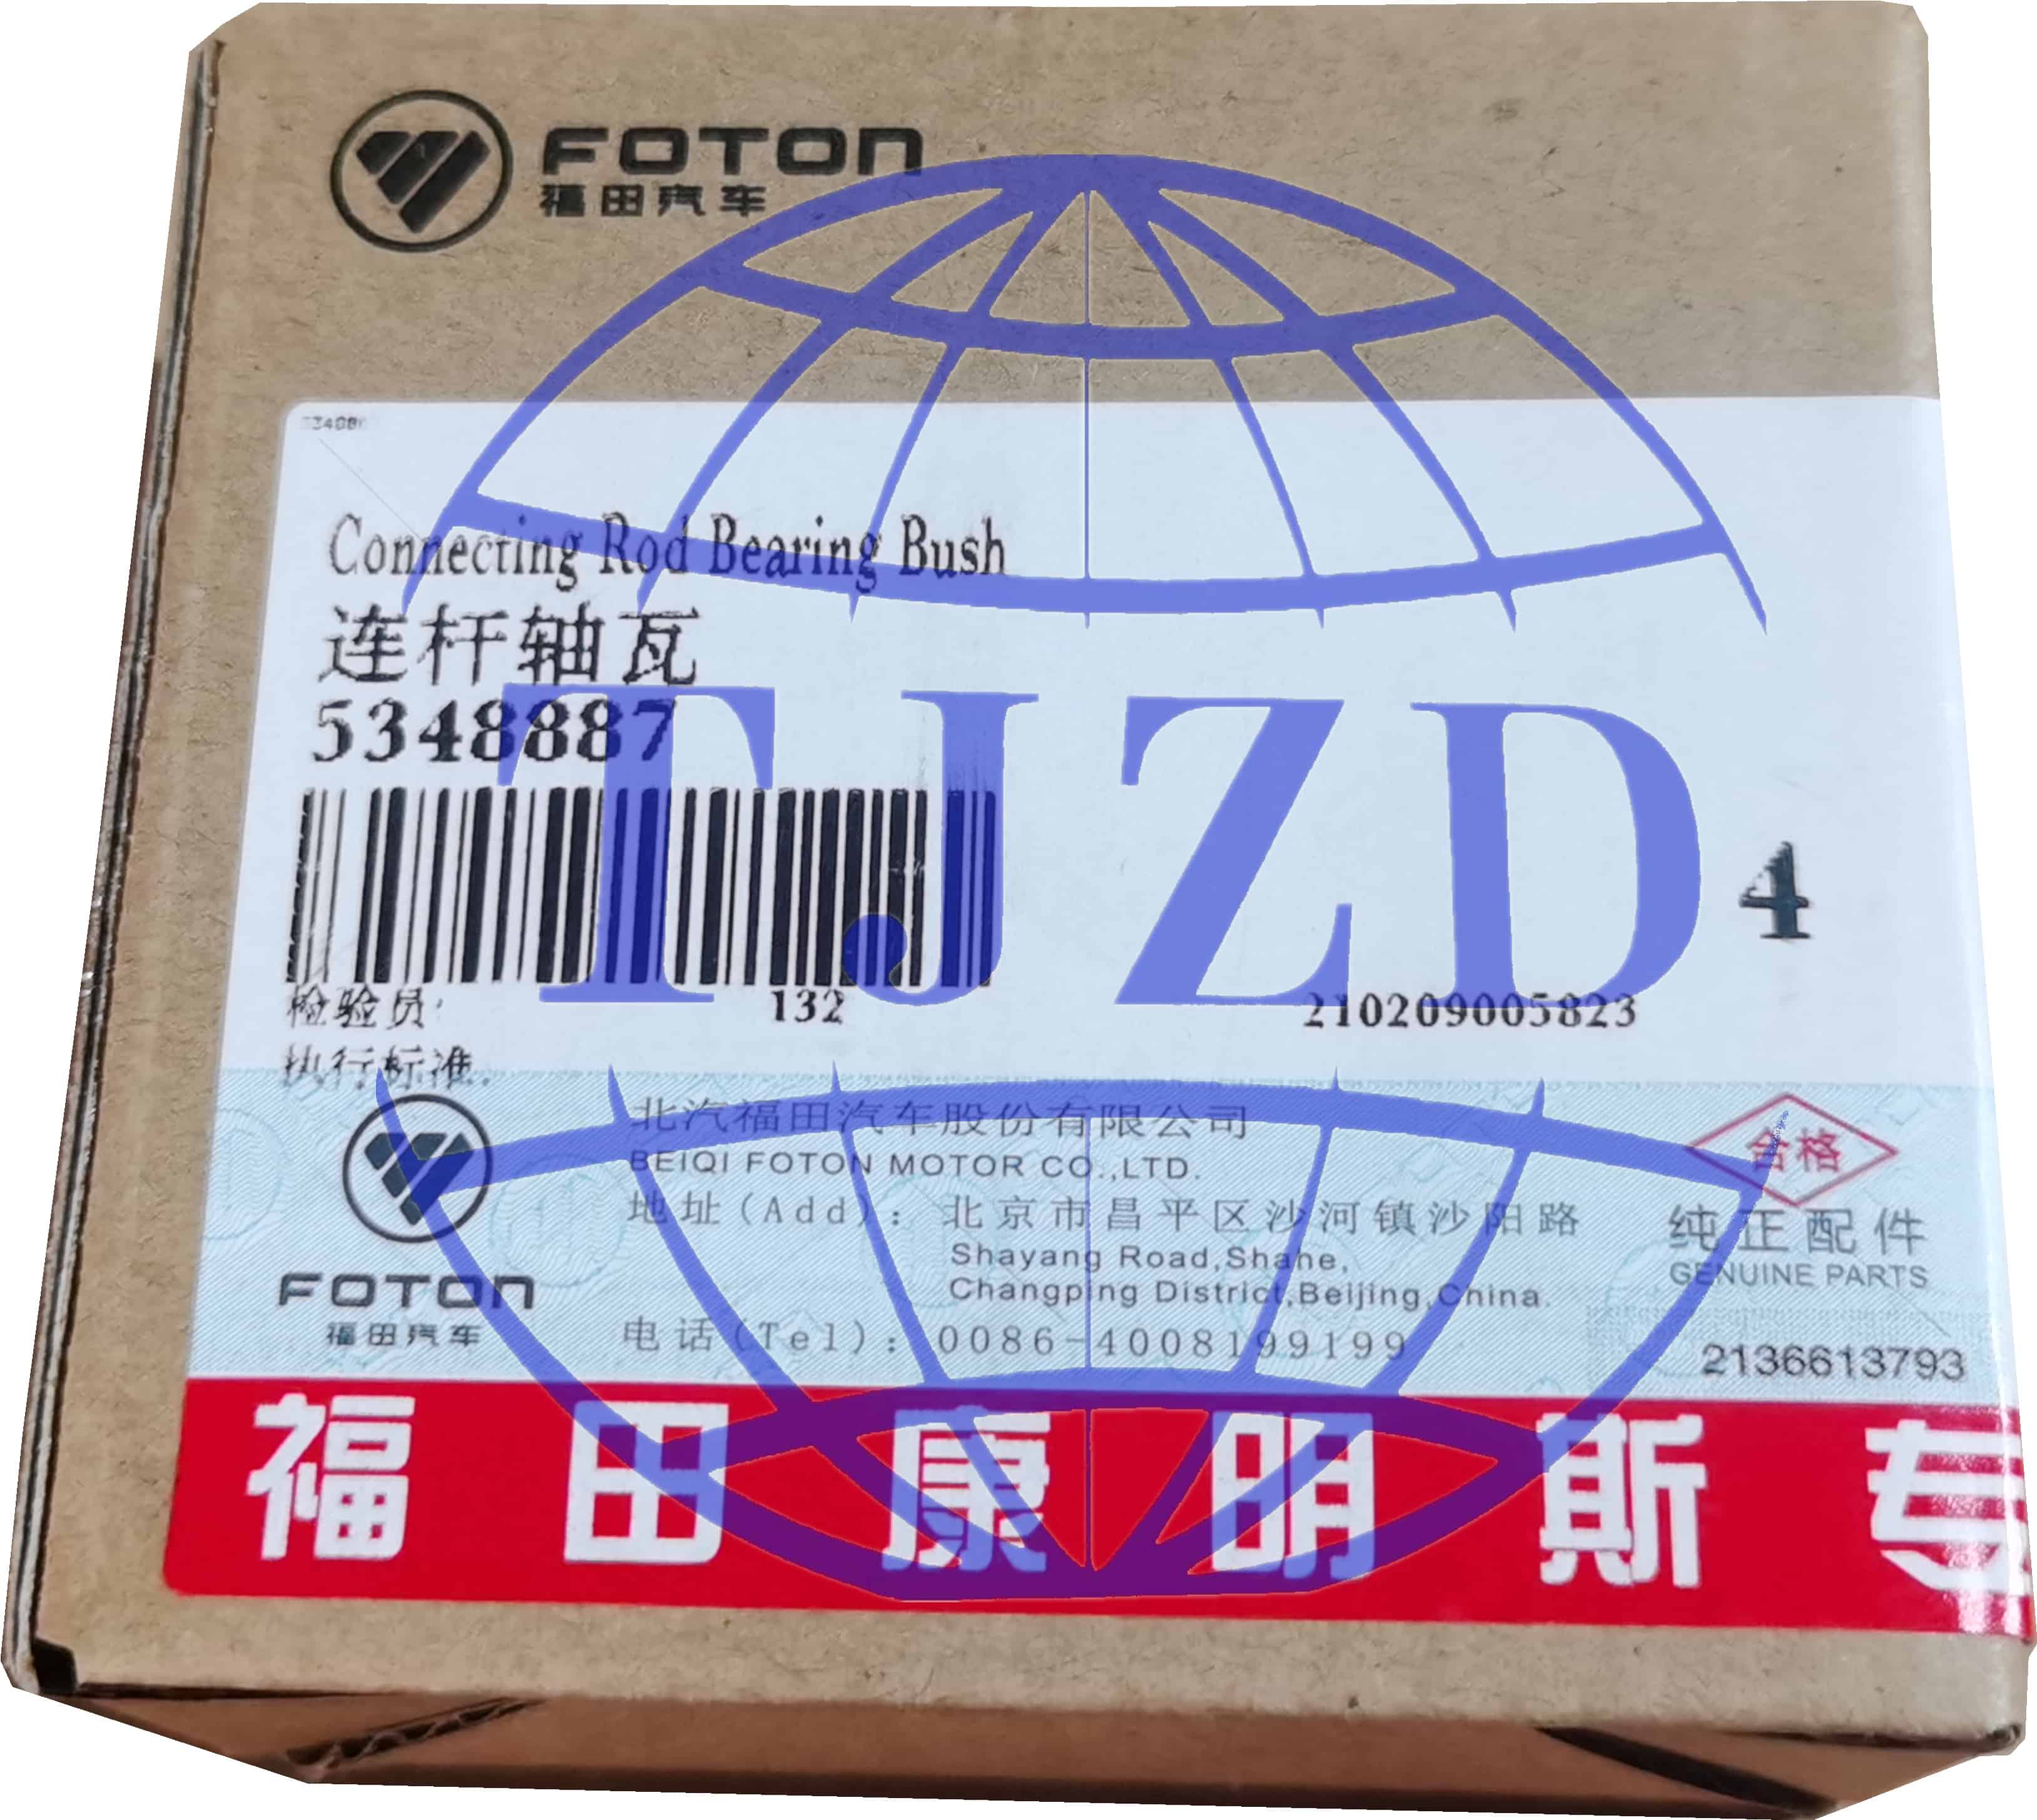 FOTON
福田汽车
Connecting Rod Bearing Bush
连杆轴瓦
5348887
TJZD
4
检验员: 132 210209005823
执行标准:
北汽福田汽车股份有限公司
BEIQI FOTON MOTOR CO.,LTD.
地址(Add): 北京市昌平区沙河镇沙阳路
Shayang Road,Shahe,
Changping District,Beijing,China.
电话(Tel): 0086-4008199199
FOTON
福田汽车
合格
纯正配件
GENUINE PARTS
2136613793
福田康明斯专